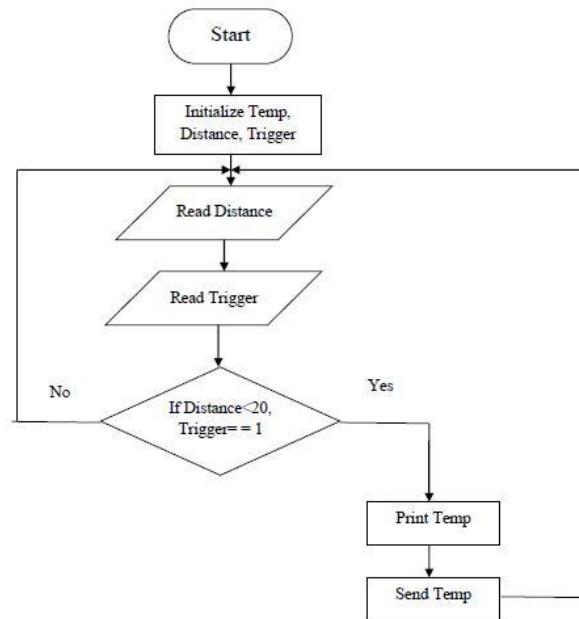 Start
Initialize Temp,
Distance, Trigger
Read Distance
Read Trigger
No
Yes
If Distance<20,
Trigger= = 1
Print Temp
Send Temp